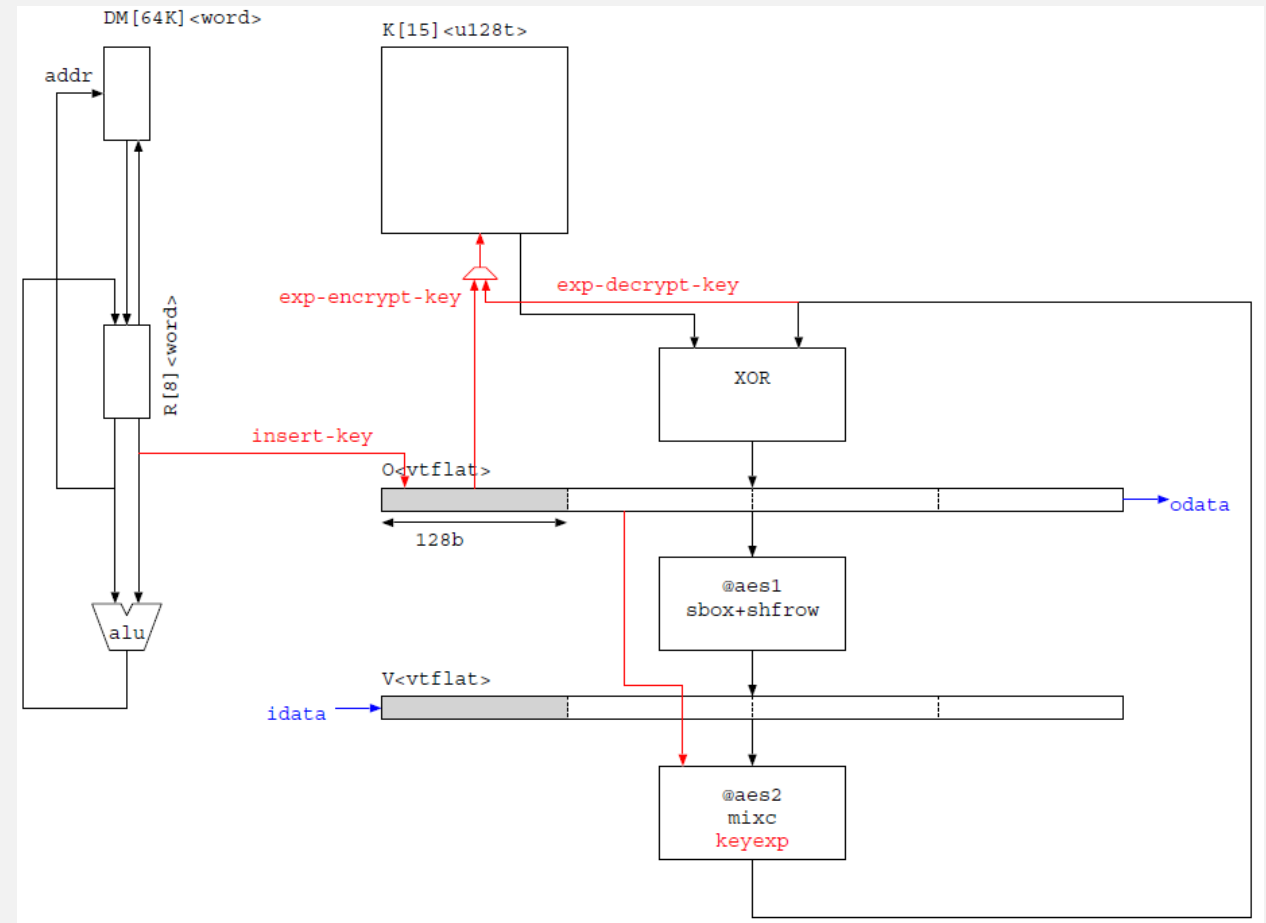 DM[64K]<word>
K[15]<u128t>
addr
exp-encrypt-key
exp-decrypt-key
R[8]<word>
XOR
insert-key
O<vtflat>
odata
128b
@aes1
sbox+shfrow
alu
V<vtflat>
idata
@aes2
mixc
keyexp